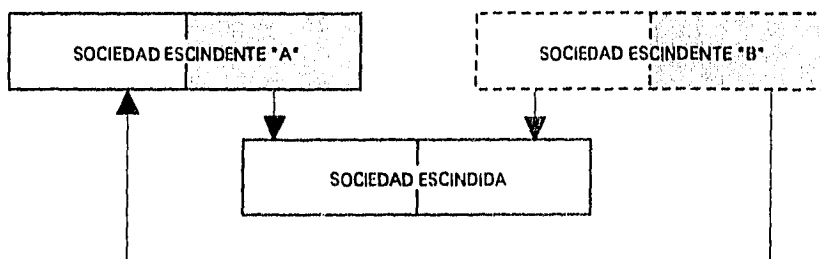 SOCIEDAD ESCINDENTE "A"
SOCIEDAD ESCINDENTE "B"
SOCIEDAD ESCINDIDA